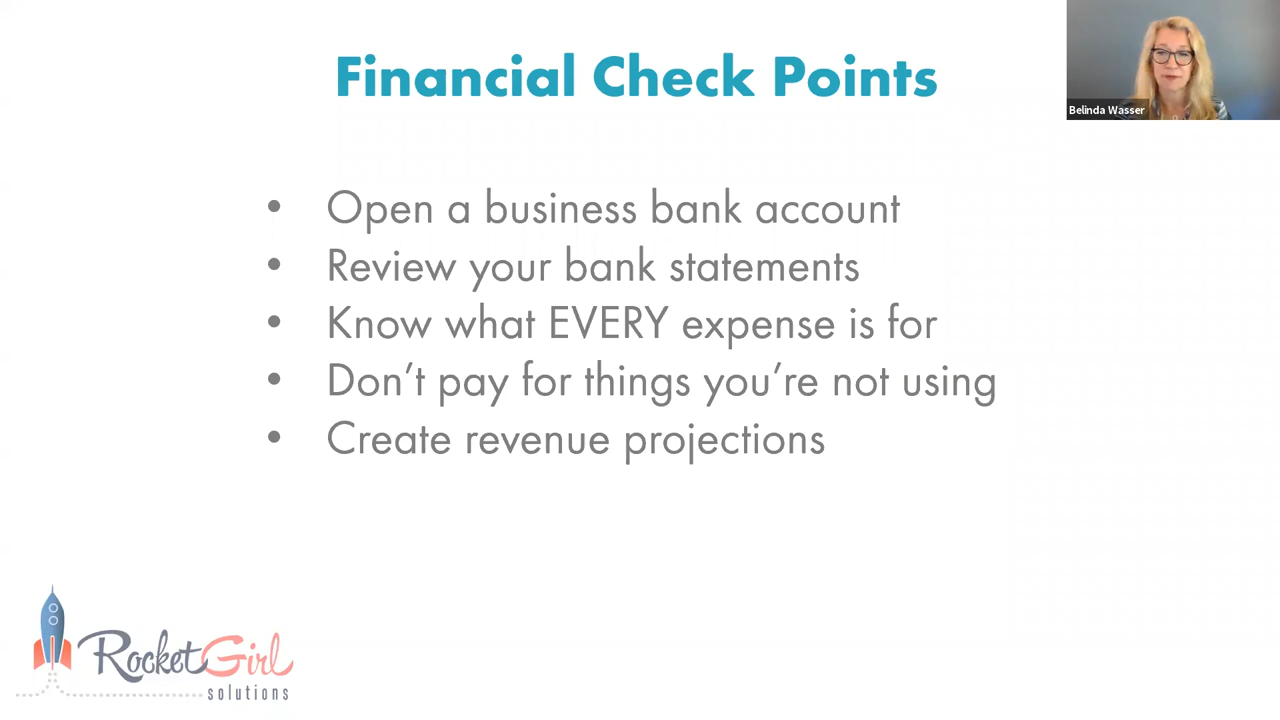 Financial Check Points
Belinda Wasser
• Open a business bank account
• Review your bank statements
• Know what EVERY expense is for
• Don’t pay for things you’re not using
• Create revenue projections
RocketGirl
solutions